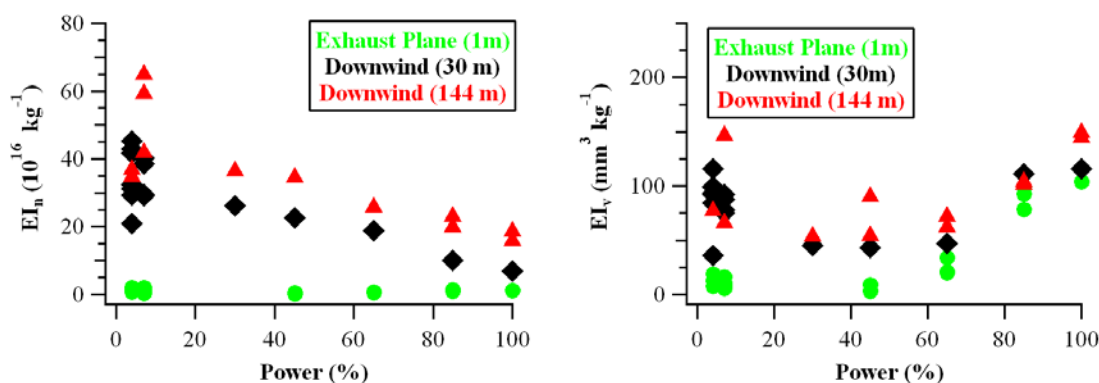 80
60
40
20
0
EIn (10^16 kg^-1)
Exhaust Plane (1m)
Downwind (30 m)
Downwind (144 m)
0 20 40 60 80 100
Power (%)
200
100
0
EIv (mm^3 kg^-1)
Exhaust Plane (1m)
Downwind (30m)
Downwind (144 m)
0 20 40 60 80 100
Power (%)